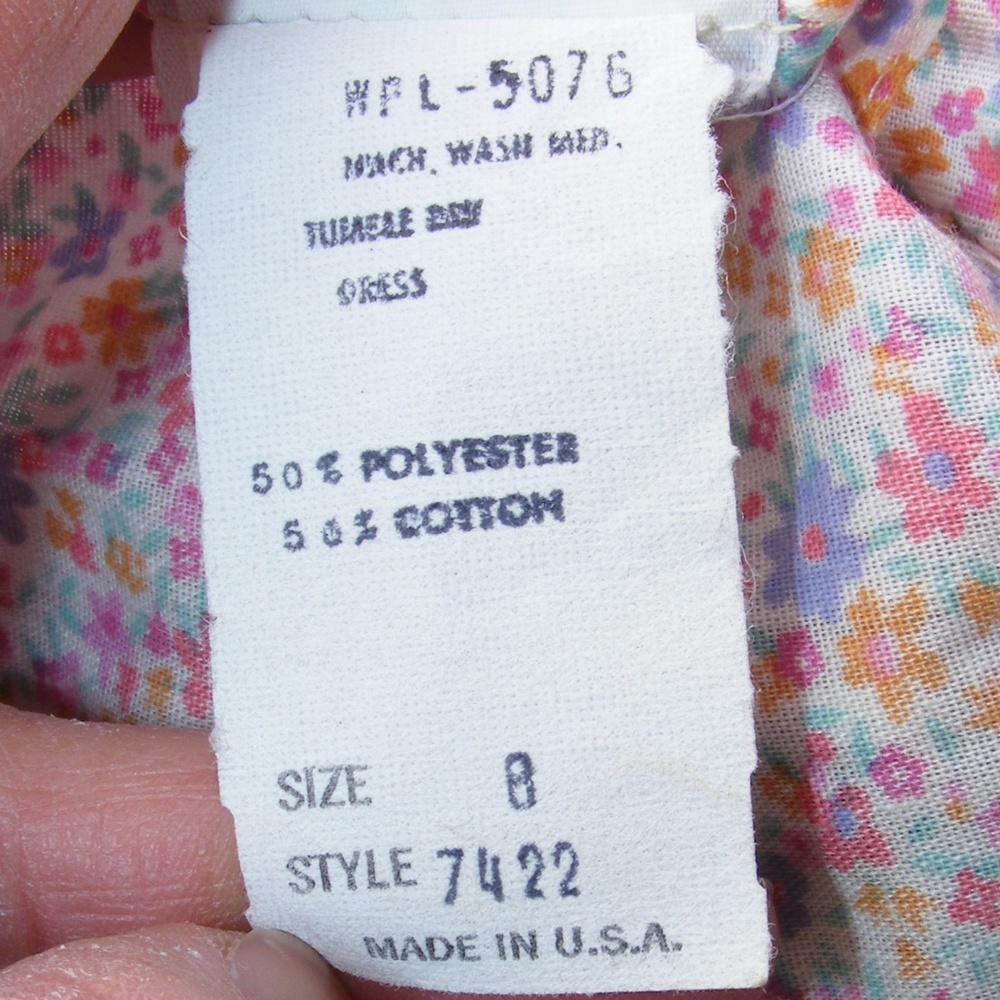 WPL-5076
MACH. WASH MED.
TUMBLE DRY
DRESS
50% POLYESTER
50% COTTON
SIZE 8
STYLE 7422
MADE IN U.S.A.